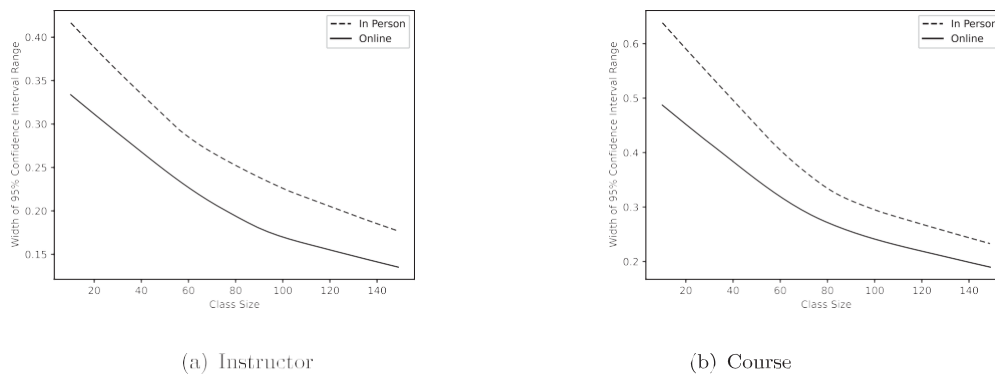 In Person
Online
0.40
0.35
0.30
0.25
0.20
0.15
Width of 95% Confidence Interval Range
20 40 60 80 100 120 140
Class Size
(a) Instructor
In Person
Online
0.6
0.5
0.4
0.3
0.2
Width of 95% Confidence Interval Range
20 40 60 80 100 120 140
Class Size
(b) Course